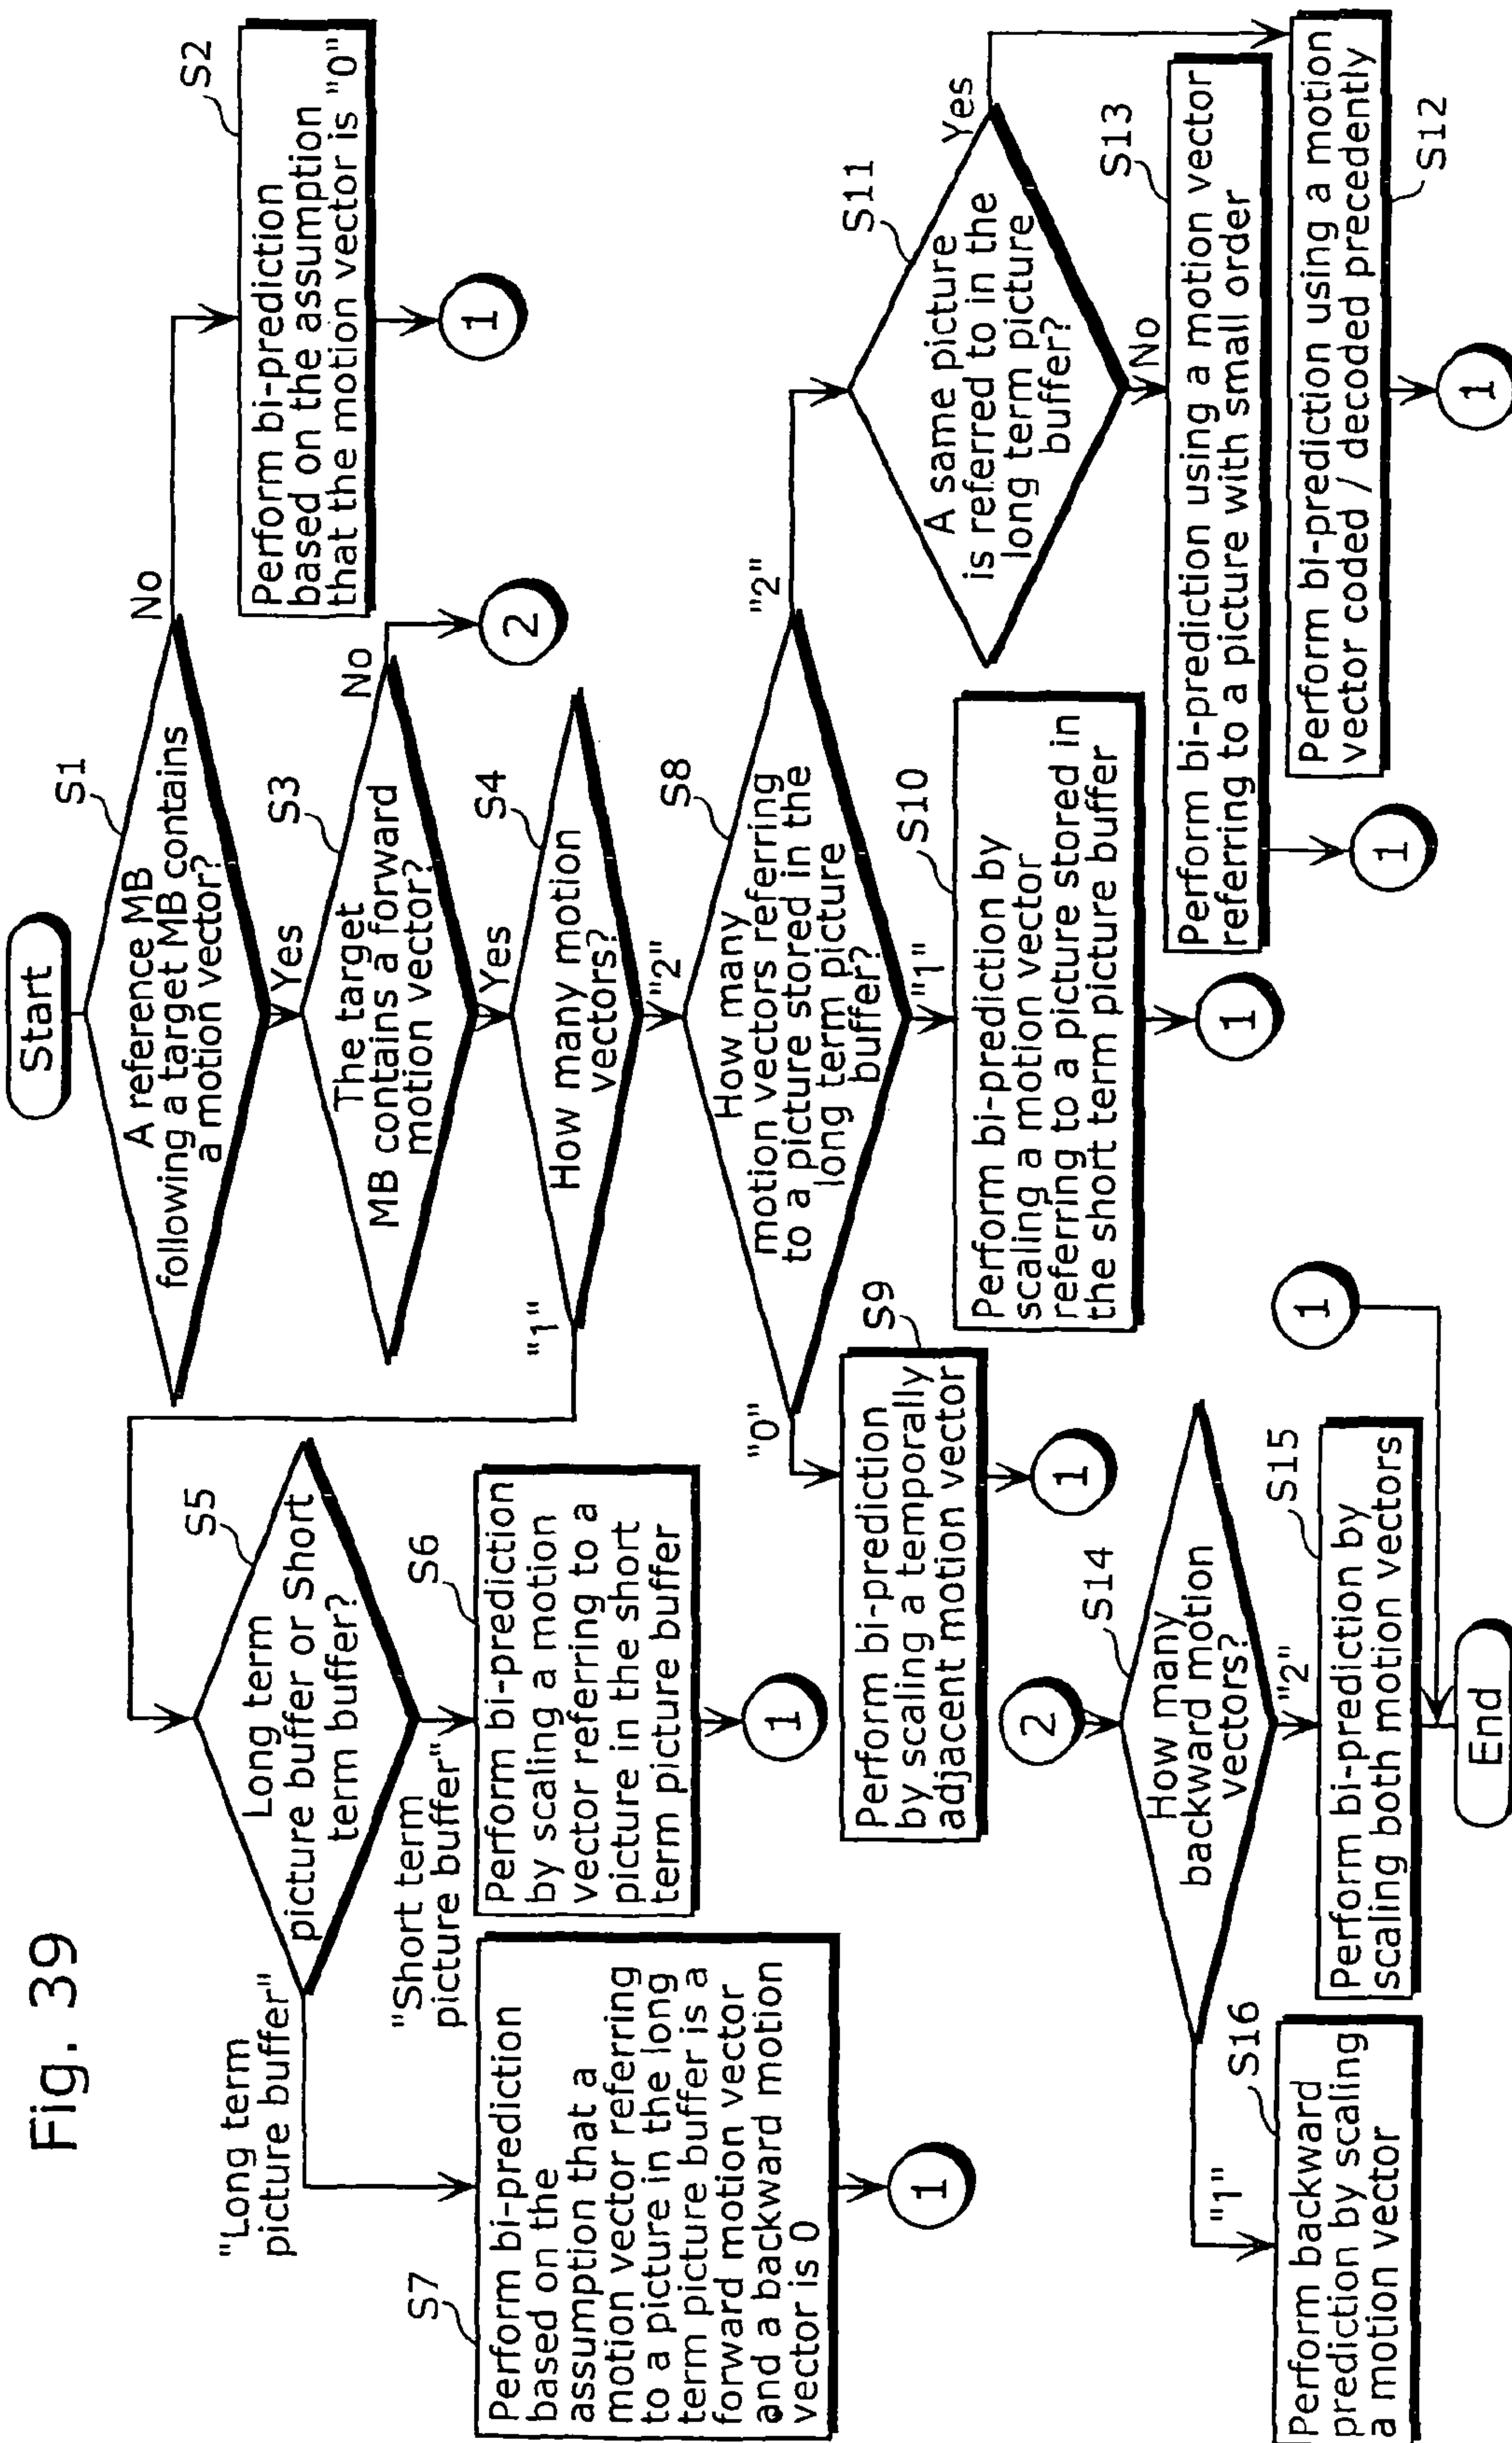 Fig. 39
Start
S1
A reference MB
following a target MB contains
a motion vector?
No
Yes
S2
Perform bi-prediction
based on the assumption
that the motion vector is "0"
1
S3
The target
MB contains a forward
motion vector?
No
2
Yes
S4
How many motion
vectors?
"1"
"2"
S5
Long term
picture buffer or Short
term buffer?
"Long term
picture buffer"
"Short term
picture buffer"
S6
Perform bi-prediction
by scaling a motion
vector referring to a
picture in the short
term picture buffer
1
S7
Perform bi-prediction
based on the
assumption that a
motion vector referring
to a picture in the long
term picture buffer is a
forward motion vector
and a backward motion
vector is 0
1
S8
How many
motion vectors referring
to a picture stored in the
long term picture
buffer?
"0"
"1"
"2"
S9
Perform bi-prediction
by scaling a temporally
adjacent motion vector
1
S10
Perform bi-prediction by
scaling a motion vector
referring to a picture stored in
the short term picture buffer
1
S11
A same picture
is referred to in the
long term picture
buffer?
Yes
No
S13
Perform bi-prediction using a motion vector
referring to a picture with small order
1
Perform bi-prediction using a motion
vector coded / decoded precedently
S12
1
2
S14
How many
backward motion
vectors?
"1"
"2"
S15
Perform bi-prediction by
scaling both motion vectors
S16
Perform backward
prediction by scaling
a motion vector
1
End